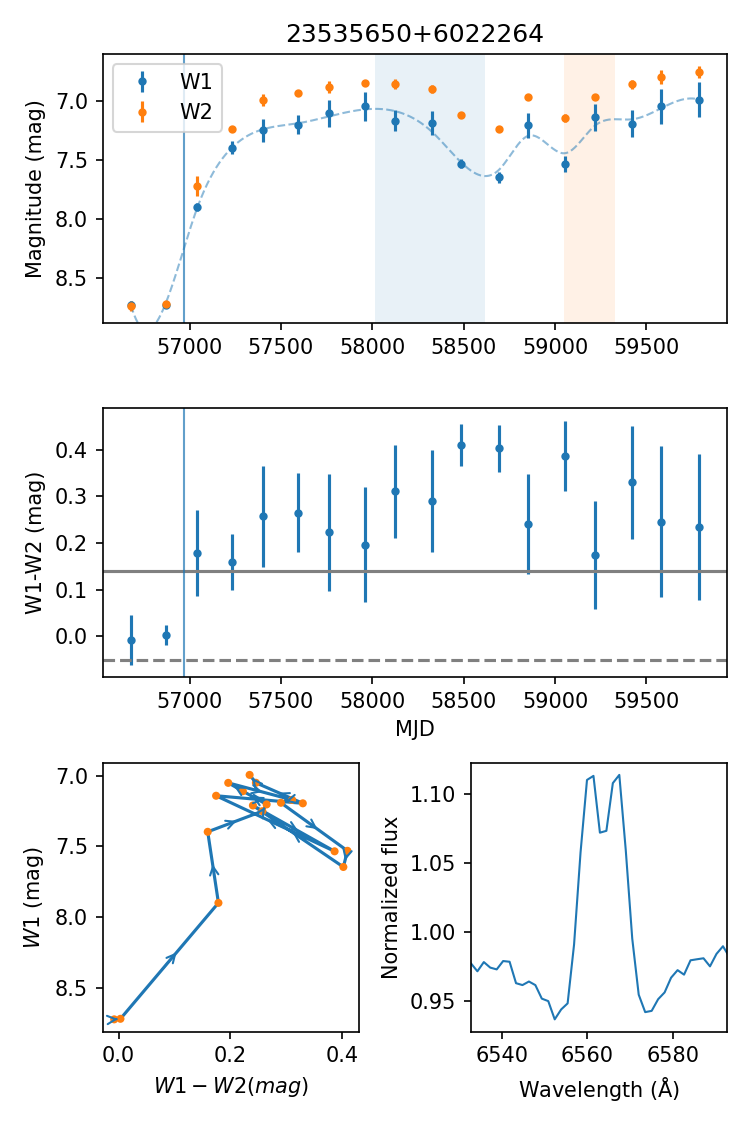 23535650+6022264
W1
W2
Magnitude (mag)
7.0
7.5
8.0
8.5
57000 57500 58000 58500 59000 59500
W1-W2 (mag)
0.4
0.3
0.2
0.1
0.0
57000 57500 58000 58500 59000 59500
MJD
W1 (mag)
7.0
7.5
8.0
8.5
0.0 0.2 0.4
W1 − W2(mag)
Normalized flux
1.10
1.05
1.00
0.95
6540 6560 6580
Wavelength (Å)